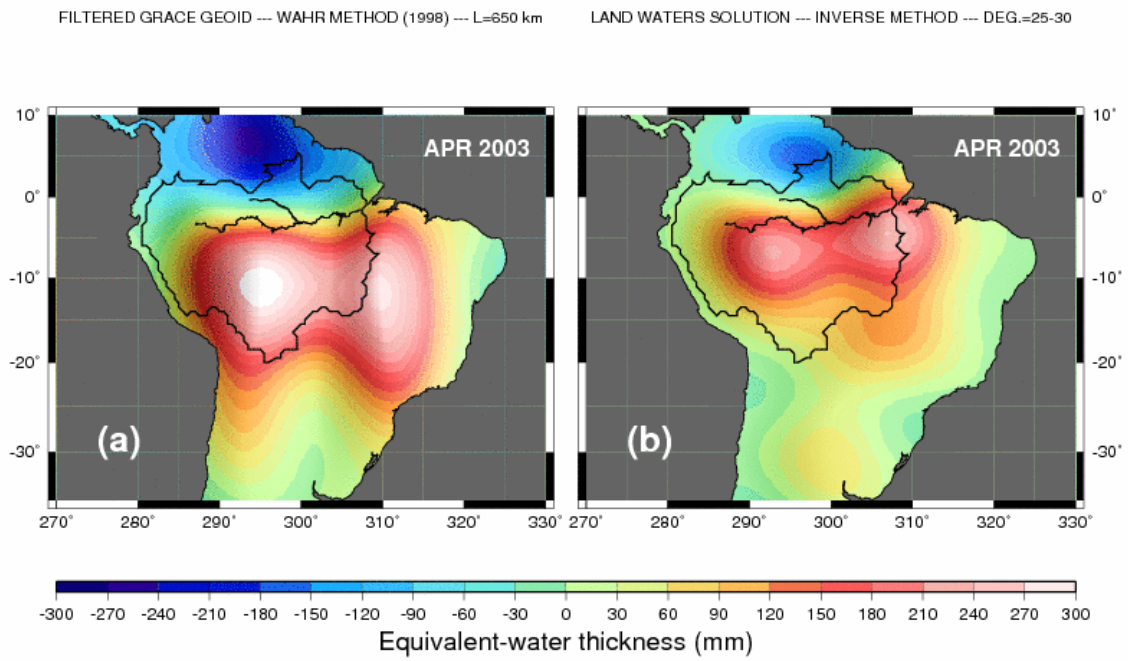 FILTERED GRACE GEOID --- WAHR METHOD (1998) --- L=650 km
LAND WATERS SOLUTION --- INVERSE METHOD --- DEG.=25-30
10˚
0˚
-10˚
-20˚
-30˚
APR 2003
(a)
270˚ 280˚ 290˚ 300˚ 310˚ 320˚ 330˚
APR 2003
(b)
10˚
0˚
-10˚
-20˚
-30˚
270˚ 280˚ 290˚ 300˚ 310˚ 320˚ 330˚
-300 -270 -240 -210 -180 -150 -120 -90 -60 -30 0 30 60 90 120 150 180 210 240 270 300
Equivalent-water thickness (mm)